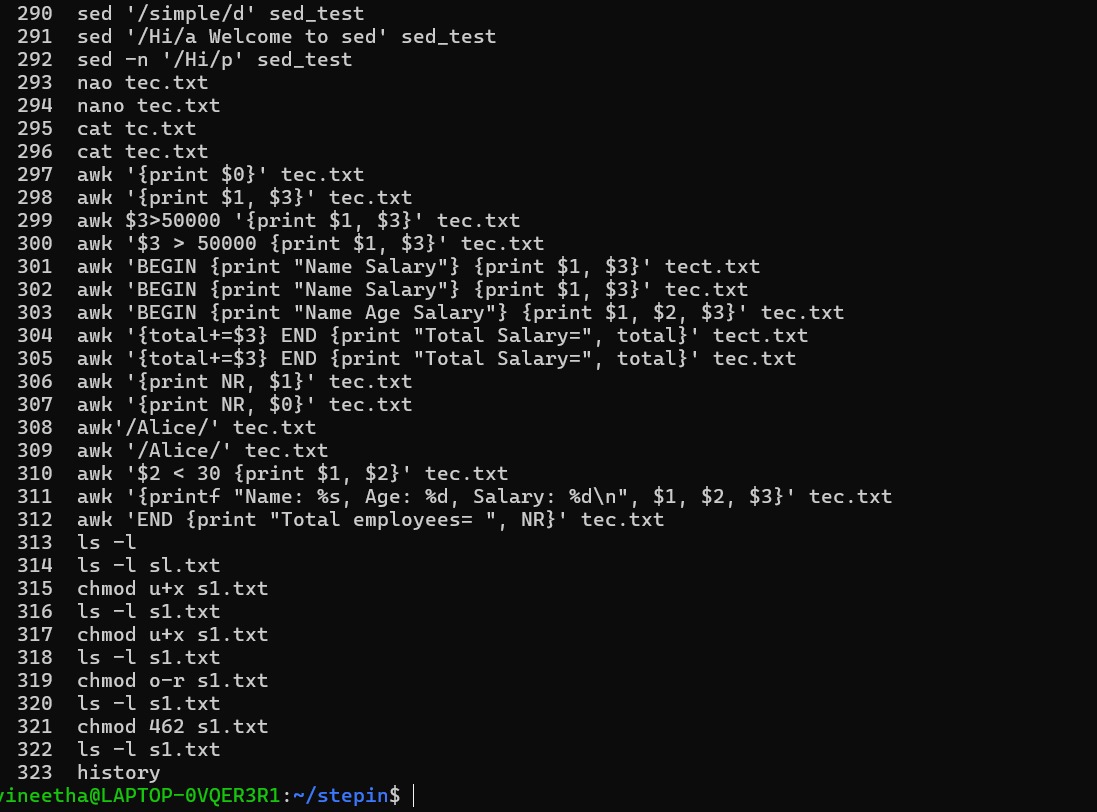 290  sed '/simple/d' sed_test
291  sed '/Hi/a Welcome to sed' sed_test
292  sed -n '/Hi/p' sed_test
293  nao tec.txt
294  nano tec.txt
295  cat tc.txt
296  cat tec.txt
297  awk '{print $0}' tec.txt
298  awk '{print $1, $3}' tec.txt
299  awk $3>50000 '{print $1, $3}' tec.txt
300  awk '$3 > 50000 {print $1, $3}' tec.txt
301  awk 'BEGIN {print "Name Salary"} {print $1, $3}' tect.txt
302  awk 'BEGIN {print "Name Salary"} {print $1, $3}' tec.txt
303  awk 'BEGIN {print "Name Age Salary"} {print $1, $2, $3}' tec.txt
304  awk '{total+=$3} END {print "Total Salary=", total}' tect.txt
305  awk '{total+=$3} END {print "Total Salary=", total}' tec.txt
306  awk '{print NR, $1}' tec.txt
307  awk '{print NR, $0}' tec.txt
308  awk'/Alice/' tec.txt
309  awk '/Alice/' tec.txt
310  awk '$2 < 30 {print $1, $2}' tec.txt
311  awk '{printf "Name: %s, Age: %d, Salary: %d\n", $1, $2, $3}' tec.txt
312  awk 'END {print "Total employees= ", NR}' tec.txt
313  ls -l
314  ls -l sl.txt
315  chmod u+x s1.txt
316  ls -l s1.txt
317  chmod u+x s1.txt
318  ls -l s1.txt
319  chmod o-r s1.txt
320  ls -l s1.txt
321  chmod 462 s1.txt
322  ls -l s1.txt
323  history
vineetha@LAPTOP-0VQER3R1:~/stepin$